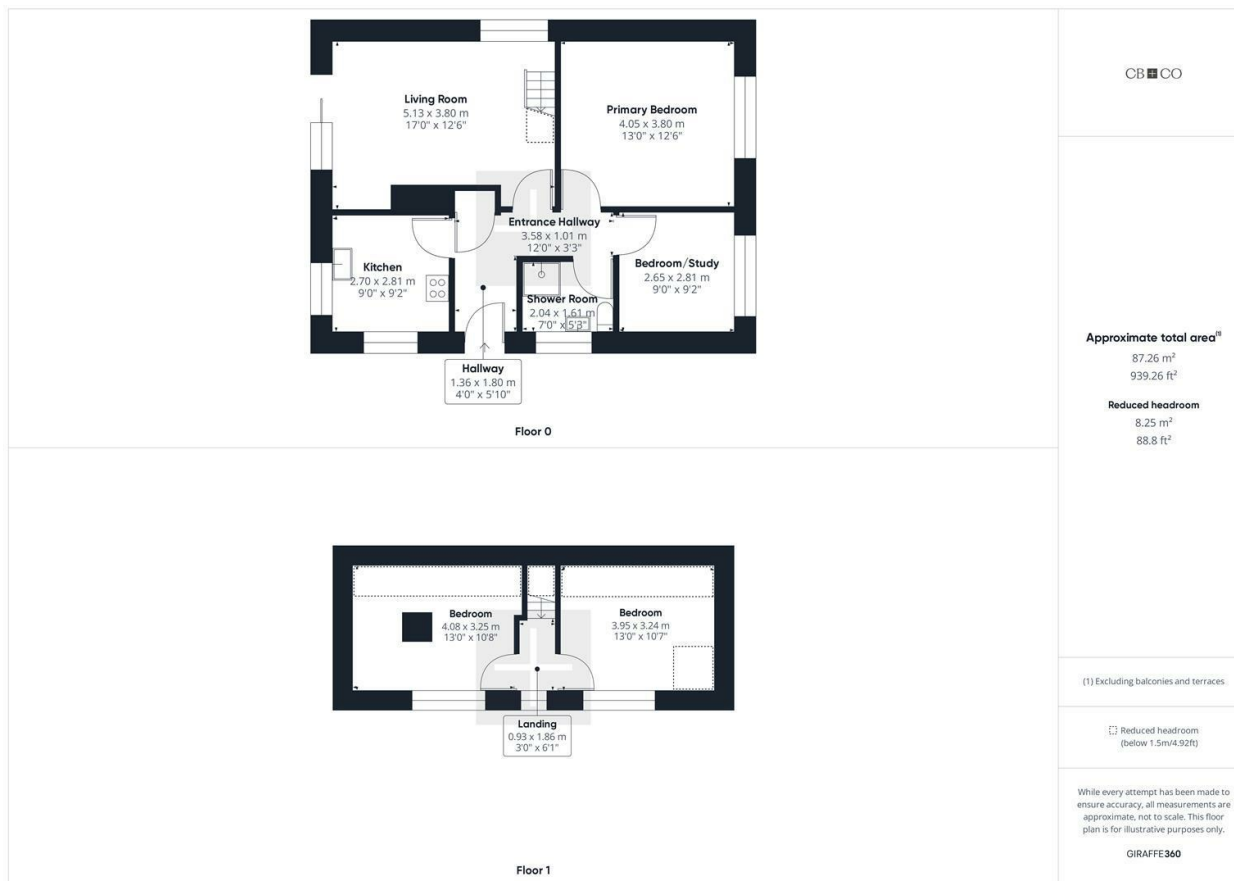 Living Room
5.13 x 3.80 m
17'0" x 12'6"
Primary Bedroom
4.05 x 3.80 m
13'0" x 12'6"
Entrance Hallway
3.58 x 1.01 m
12'0" x 3'3"
Kitchen
2.70 x 2.81 m
9'0" x 9'2"
Bedroom/Study
2.65 x 2.81 m
9'0" x 9'2"
Shower Room
2.04 x 1.61 m
7'0" x 5'3"
Hallway
1.36 x 1.80 m
4'0" x 5'10"
Floor 0
Bedroom
4.08 x 3.25 m
13'0" x 10'8"
Bedroom
3.95 x 3.24 m
13'0" x 10'7"
Landing
0.93 x 1.86 m
3'0" x 6'1"
Floor 1
CB+CO
Approximate total area(1)
87.26 m²
939.26 ft²
Reduced headroom
8.25 m²
88.8 ft²
(1) Excluding balconies and terraces
Reduced headroom
(below 1.5m/4.92ft)
While every attempt has been made to
ensure accuracy, all measurements are
approximate, not to scale. This floor
plan is for illustrative purposes only.
GIRAFFE360